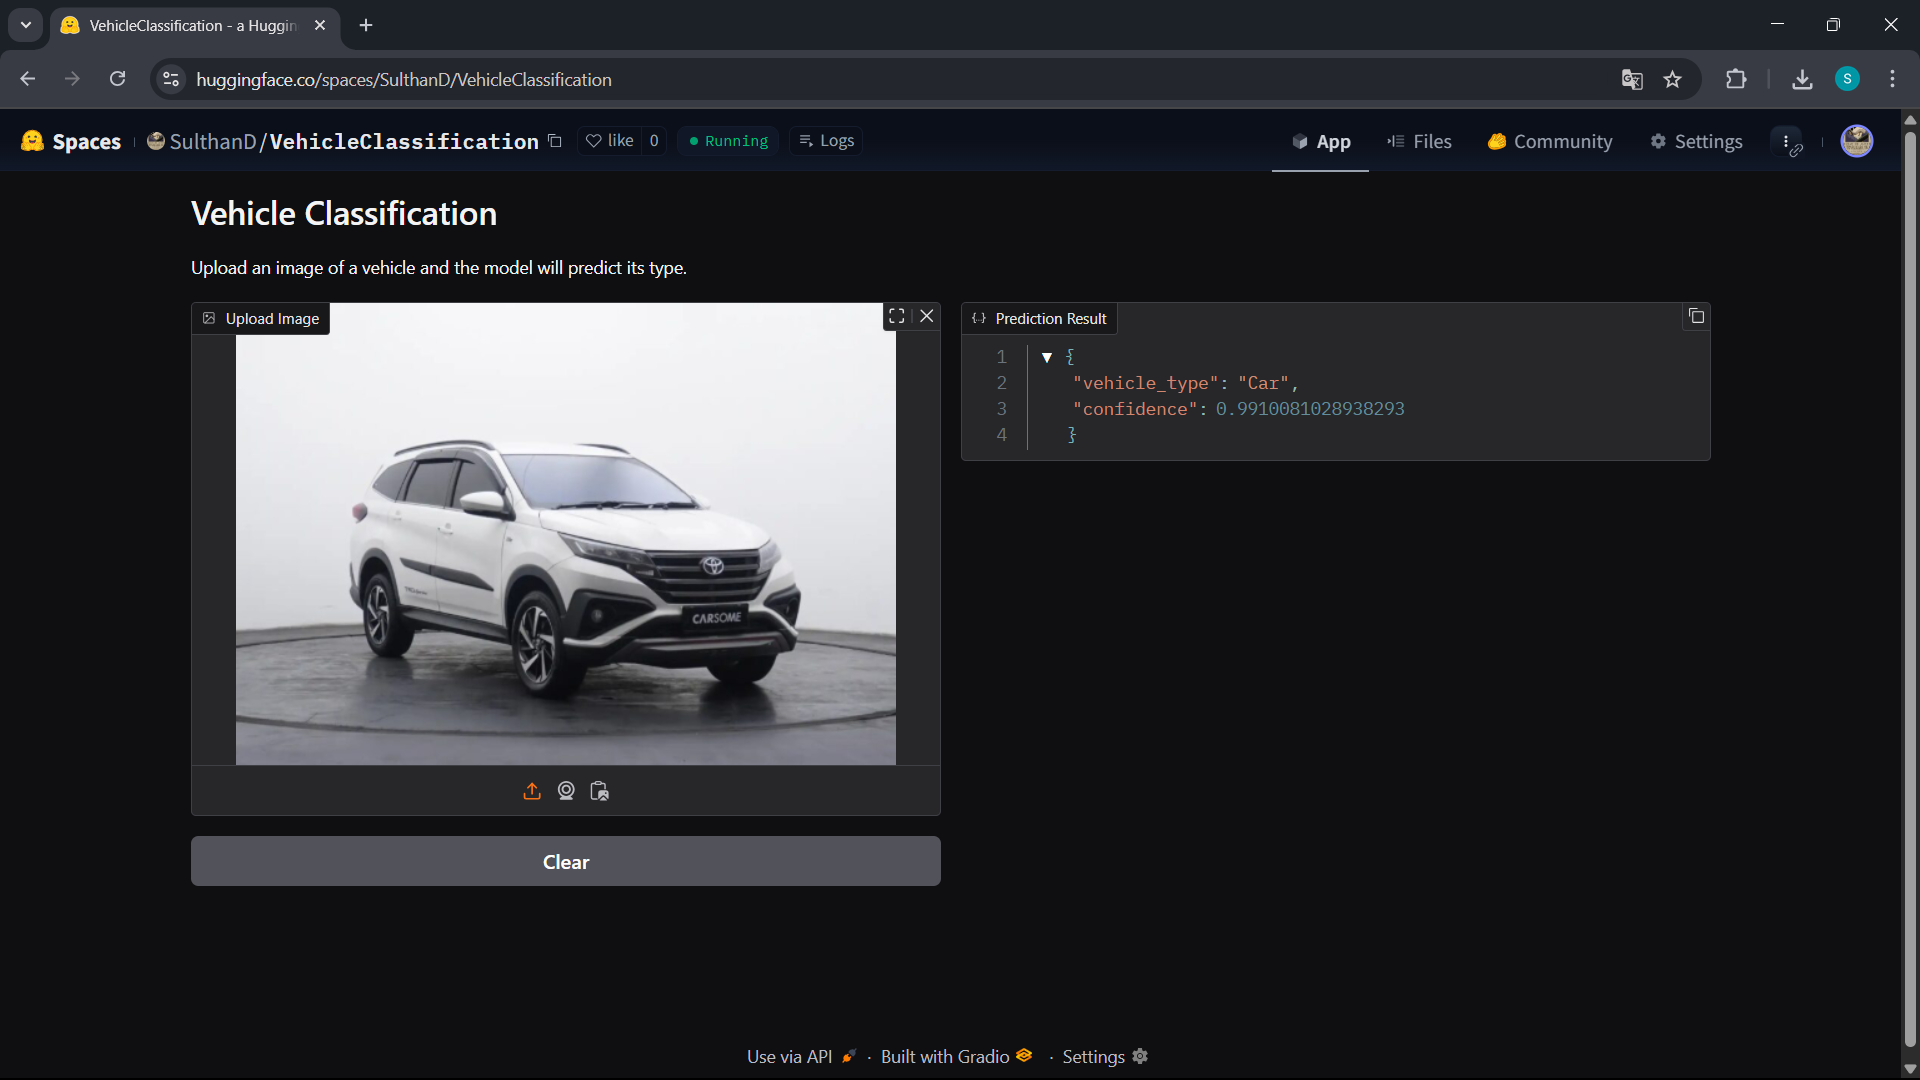 VehicleClassification - a Huggin
huggingface.co/spaces/SulthanD/VehicleClassification
S
Spaces
SulthanD/VehicleClassification
like 0
Running
Logs
App
Files
Community
Settings
Vehicle Classification
Upload an image of a vehicle and the model will predict its type.
Upload Image
CARSOME
Clear
Prediction Result
1 {
2 "vehicle_type": "Car",
3 "confidence": 0.9910081028938293
4 }
Use via API · Built with Gradio · Settings